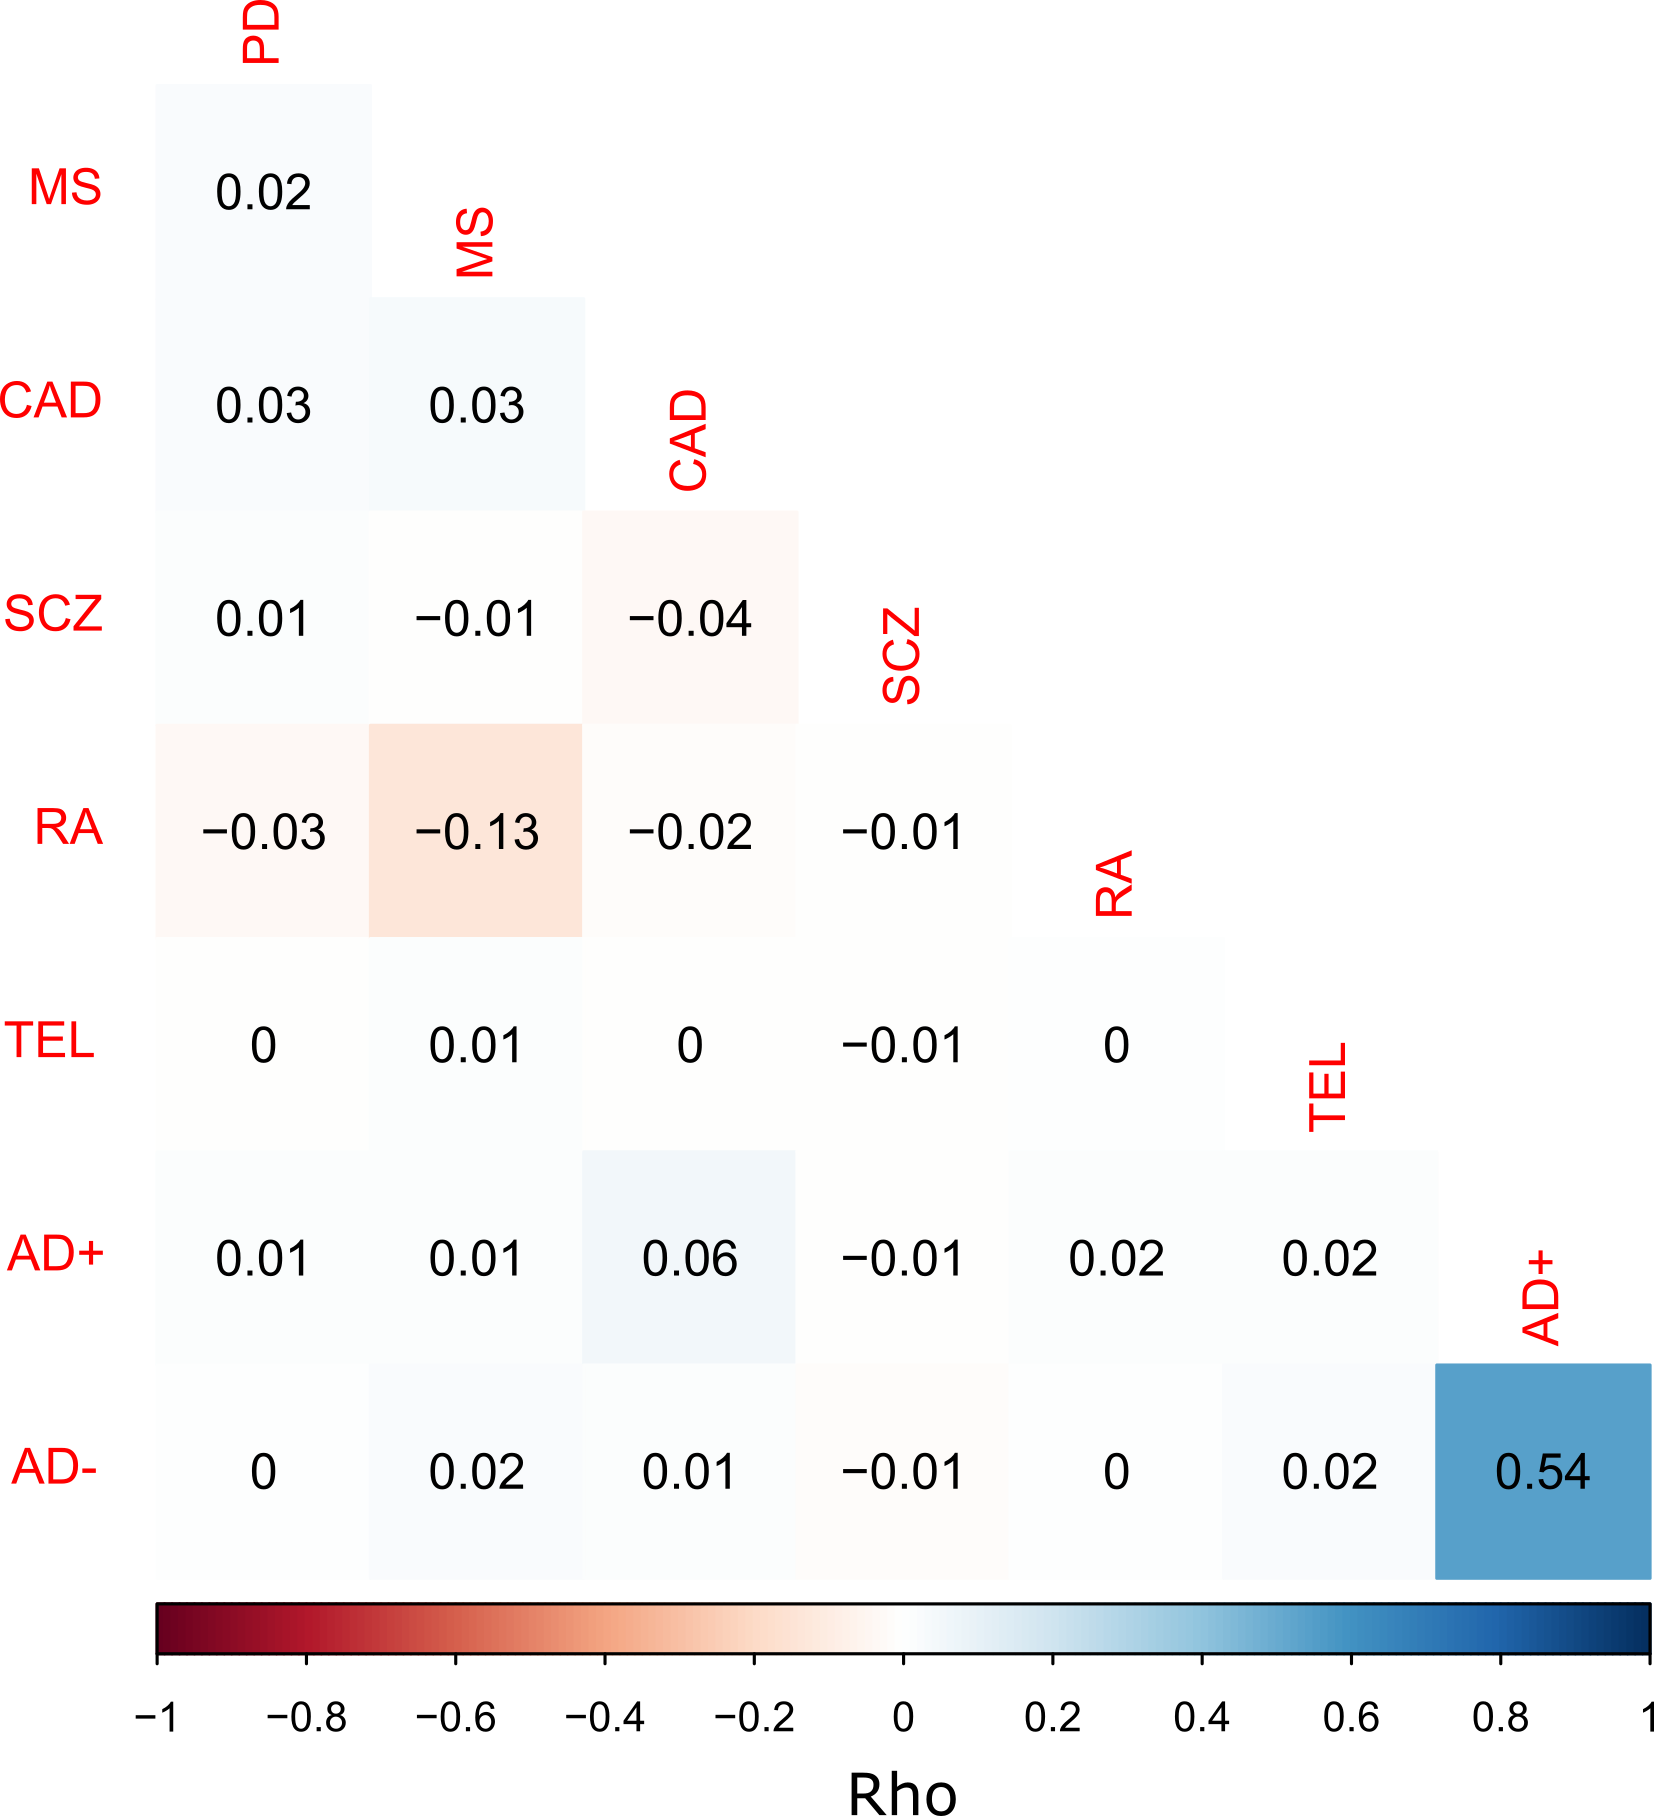 PD
MS 0.02
MS
CAD 0.03 0.03
CAD
SCZ 0.01 −0.01 −0.04
SCZ
RA −0.03 −0.13 −0.02 −0.01
RA
TEL 0 0.01 0 −0.01 0
TEL
AD+ 0.01 0.01 0.06 −0.01 0.02 0.02
AD+
AD- 0 0.02 0.01 −0.01 0 0.02 0.54
−1 −0.8 −0.6 −0.4 −0.2 0 0.2 0.4 0.6 0.8 1
Rho